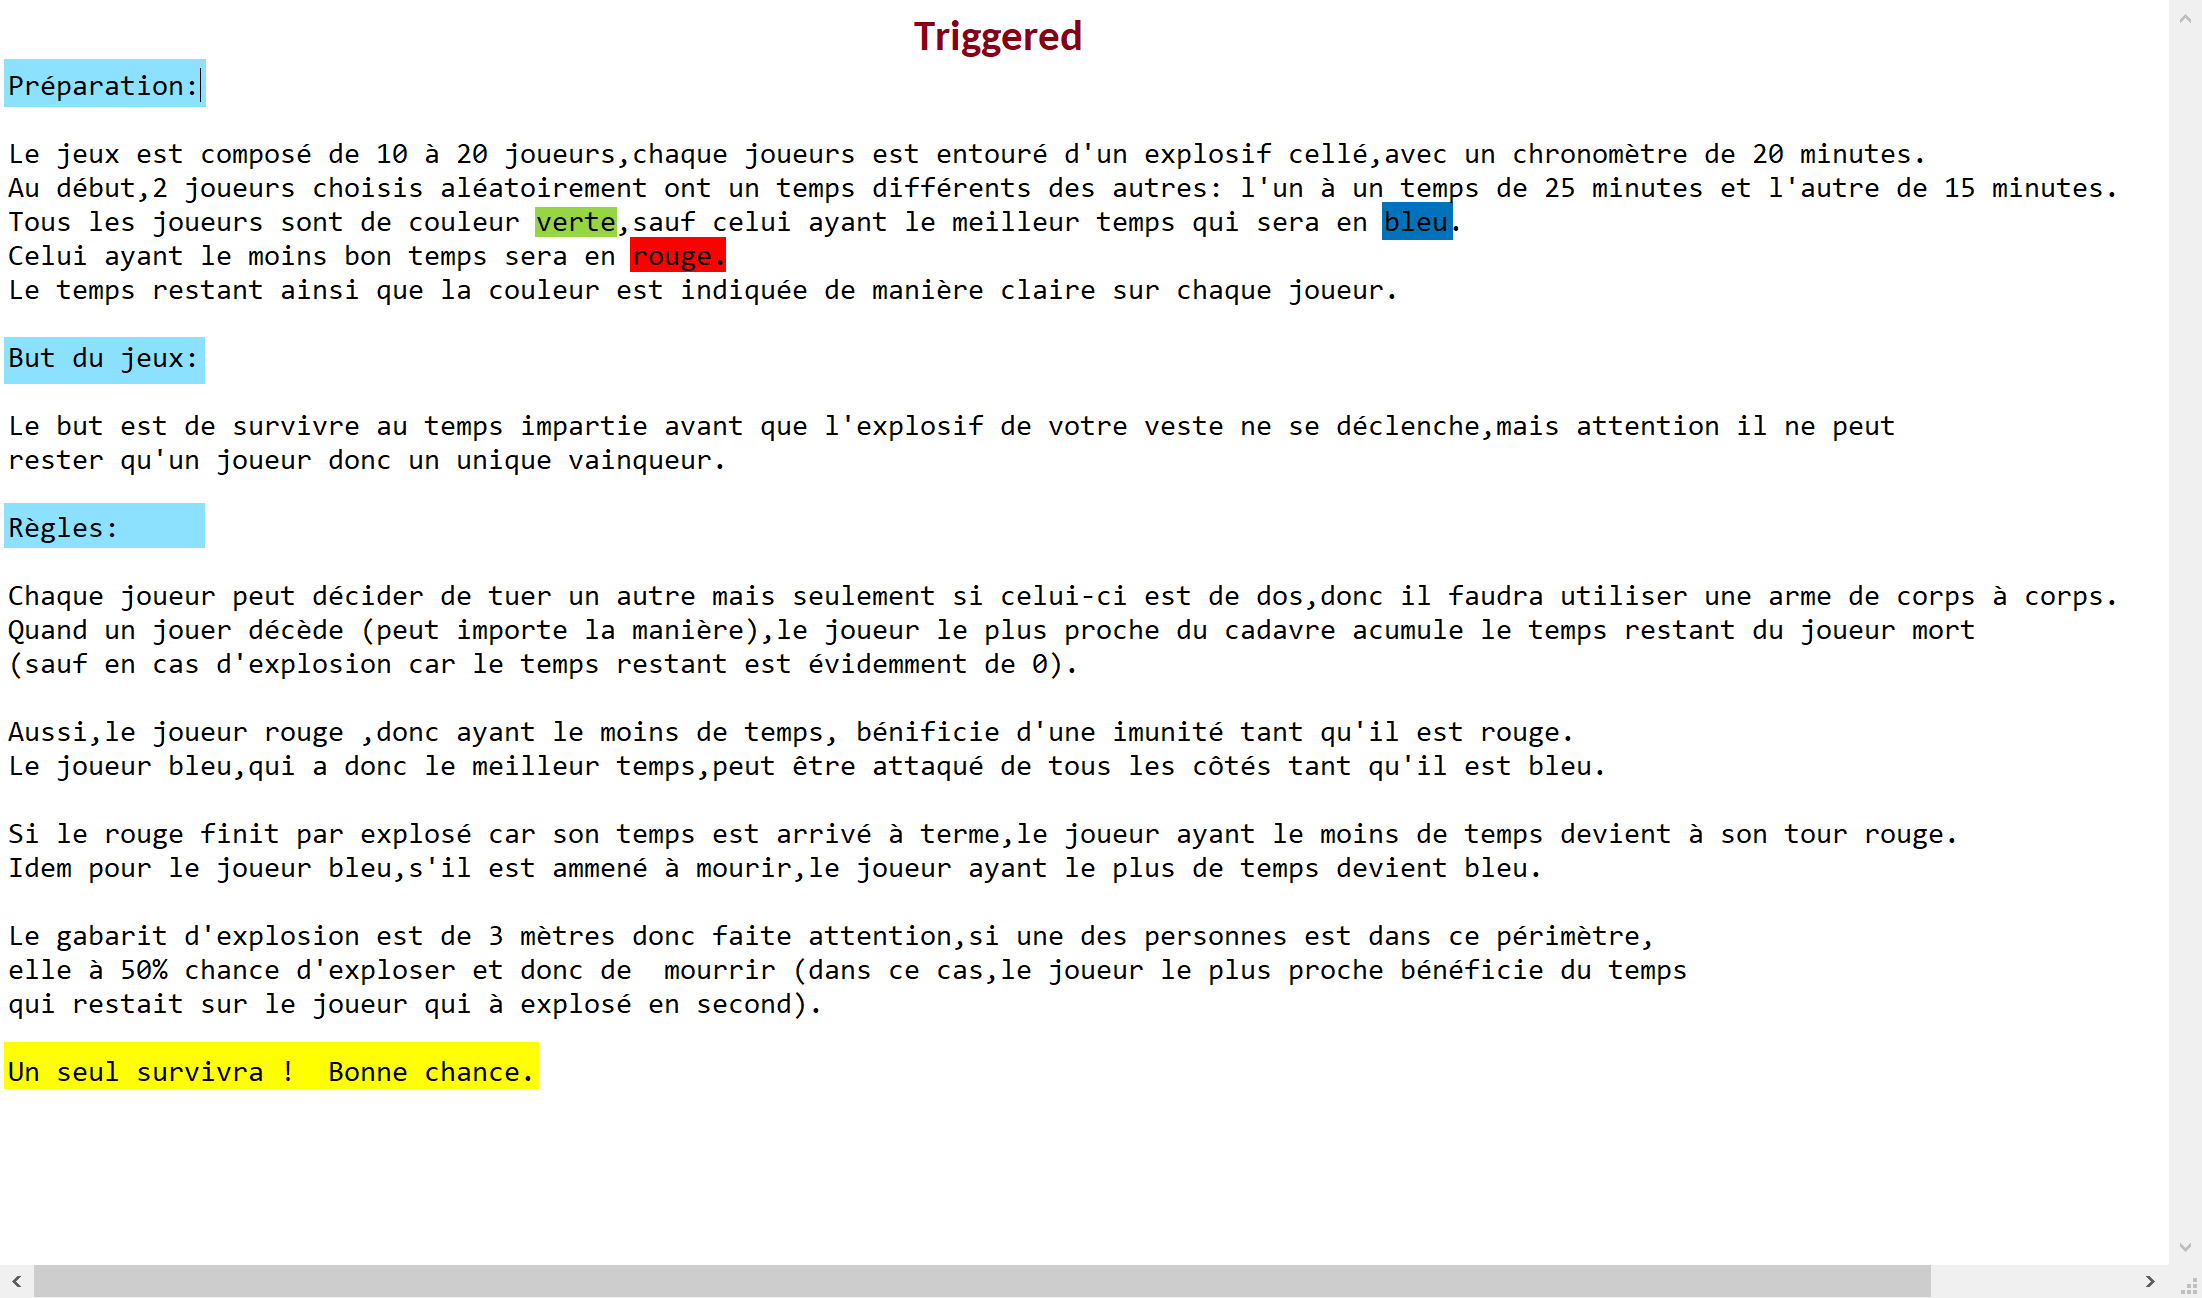 Triggered
Préparation:
Le jeux est composé de 10 à 20 joueurs,chaque joueurs est entouré d'un explosif cellé,avec un chronomètre de 20 minutes.
Au début,2 joueurs choisis aléatoirement ont un temps différents des autres: l'un à un temps de 25 minutes et l'autre de 15 minutes.
Tous les joueurs sont de couleur verte,sauf celui ayant le meilleur temps qui sera en bleu.
Celui ayant le moins bon temps sera en rouge.
Le temps restant ainsi que la couleur est indiquée de manière claire sur chaque joueur.
But du jeux:
Le but est de survivre au temps impartie avant que l'explosif de votre veste ne se déclenche,mais attention il ne peut
rester qu'un joueur donc un unique vainqueur.
Règles:
Chaque joueur peut décider de tuer un autre mais seulement si celui-ci est de dos,donc il faudra utiliser une arme de corps à corps.
Quand un jouer décède (peut importe la manière),le joueur le plus proche du cadavre acumule le temps restant du joueur mort
(sauf en cas d'explosion car le temps restant est évidemment de 0).
Aussi,le joueur rouge ,donc ayant le moins de temps, bénificie d'une imunité tant qu'il est rouge.
Le joueur bleu,qui a donc le meilleur temps,peut être attaqué de tous les côtés tant qu'il est bleu.
Si le rouge finit par explosé car son temps est arrivé à terme,le joueur ayant le moins de temps devient à son tour rouge.
Idem pour le joueur bleu,s'il est ammené à mourir,le joueur ayant le plus de temps devient bleu.
Le gabarit d'explosion est de 3 mètres donc faite attention,si une des personnes est dans ce périmètre,
elle à 50% chance d'exploser et donc de  mourrir (dans ce cas,le joueur le plus proche bénéficie du temps
qui restait sur le joueur qui à explosé en second).
Un seul survivra !  Bonne chance.